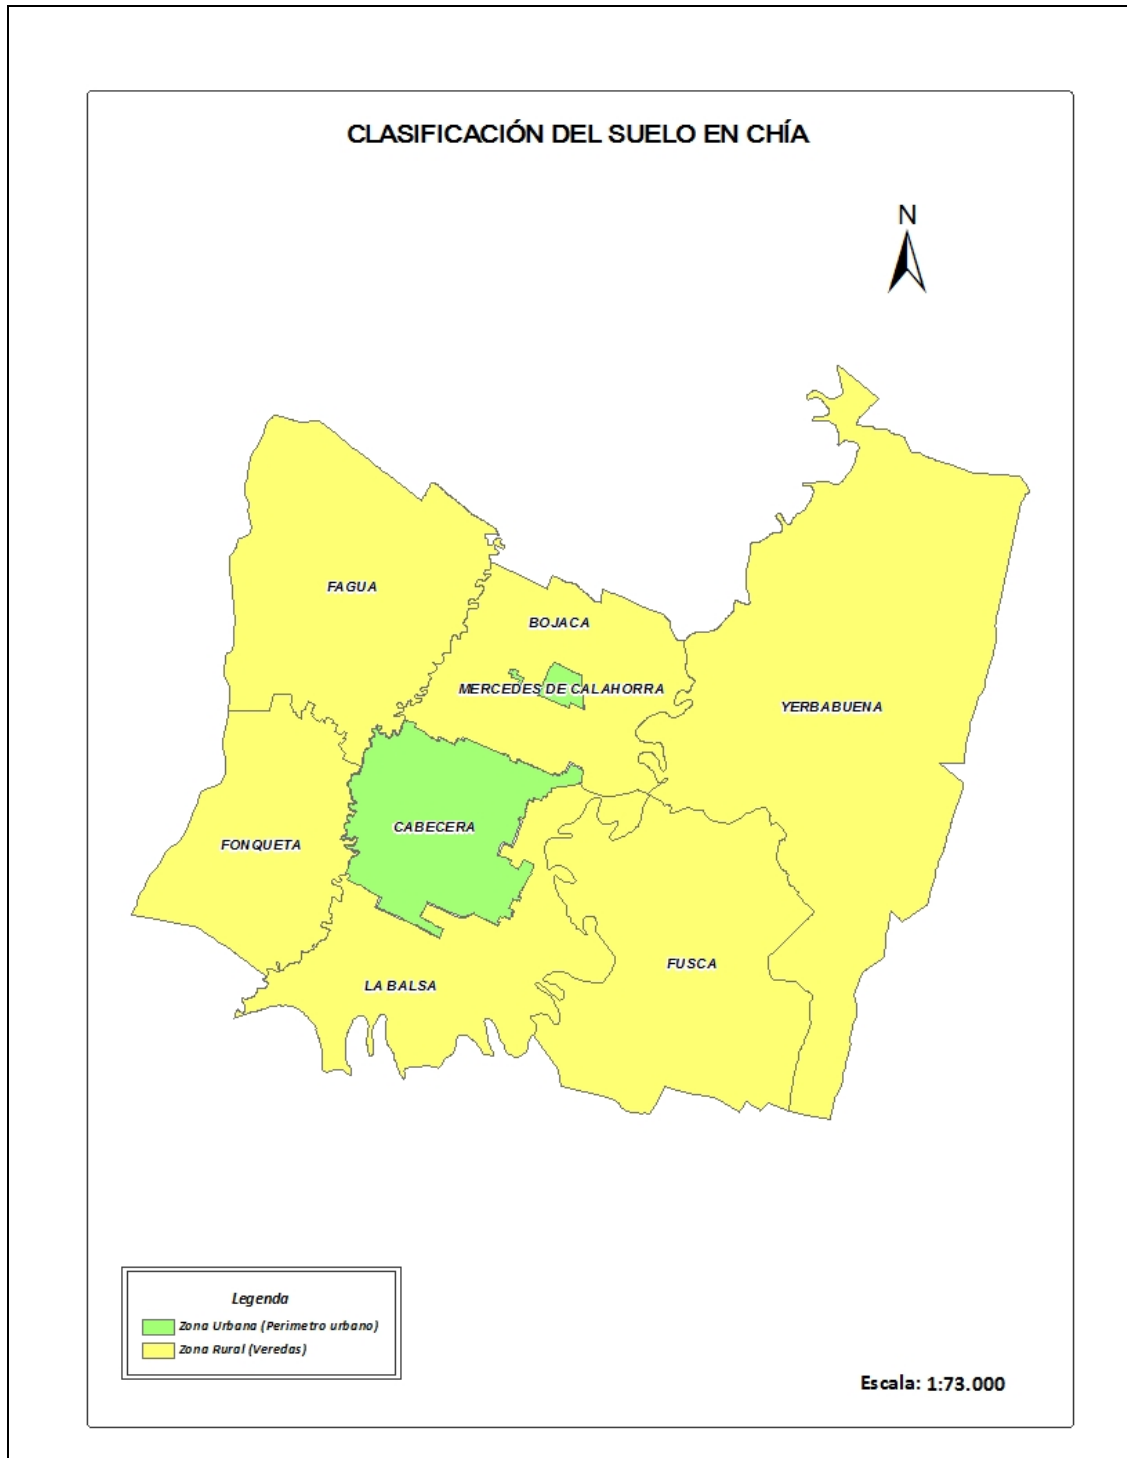 CLASIFICACIÓN DEL SUELO EN CHÍA
N
FAGUA
BOJACA
MERCEDES DE CALAHORRA
YERBABUENA
CABECERA
FONQUETA
FUSCA
LA BALSA
Legenda
Zona Urbana (Perimetro urbano)
Zona Rural (Veredas)
Escala: 1:73.000